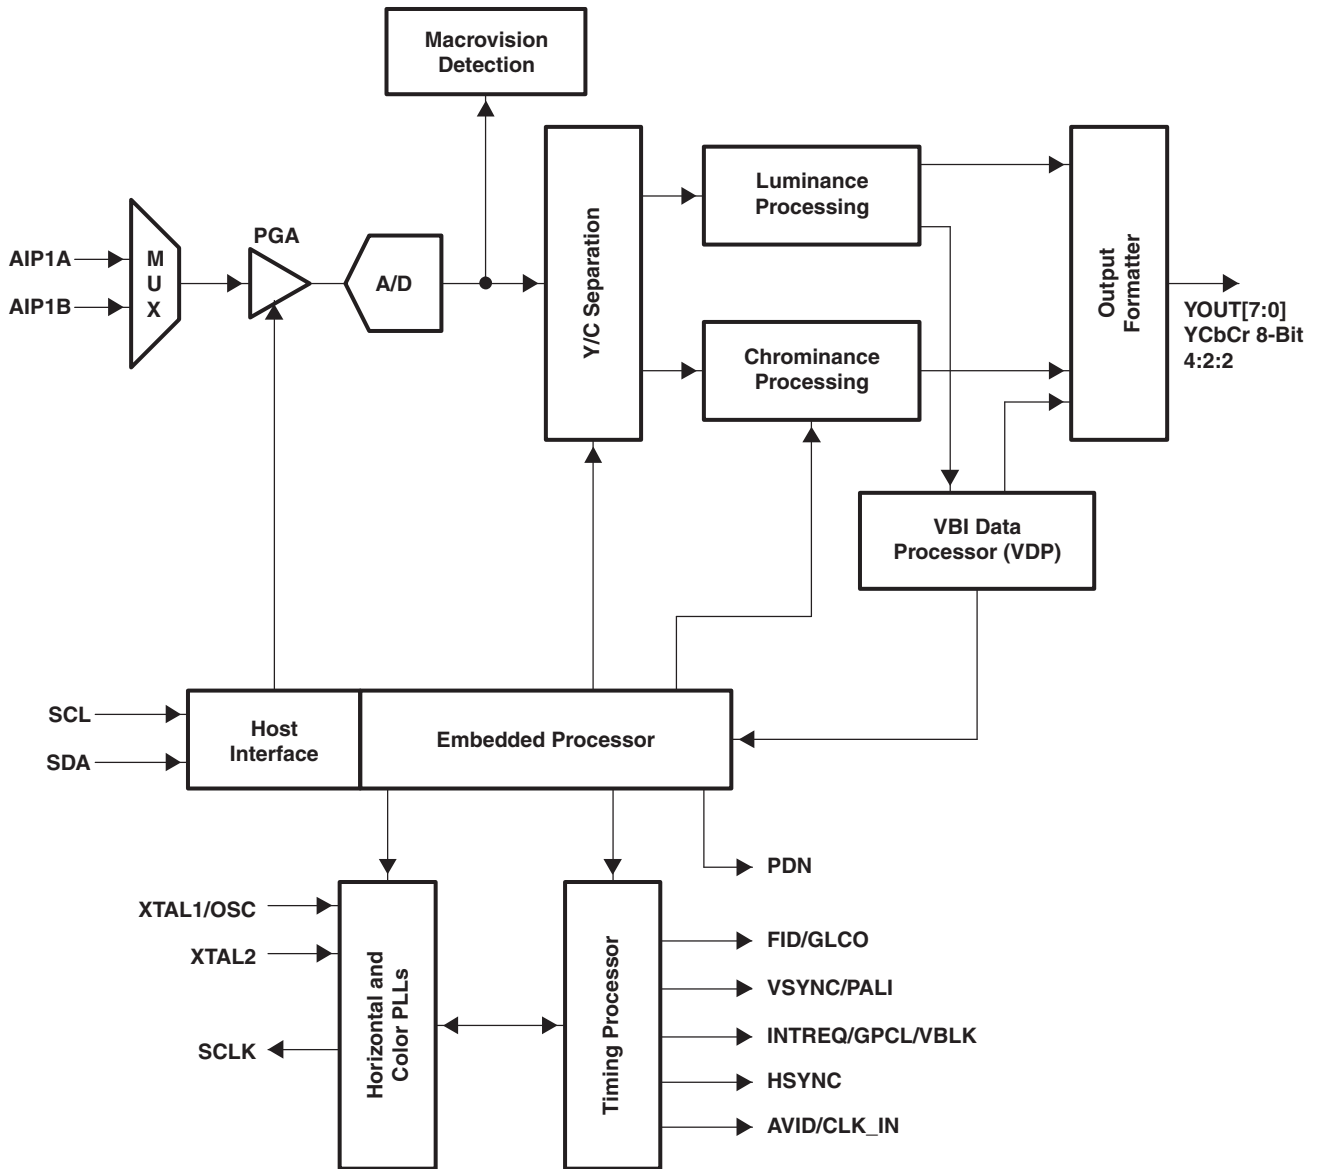 Macrovision
Detection
Luminance
Processing
PGA
M
U
X
AIP1A
AIP1B
A/D
Y/C Separation
Output
Formatter
YOUT[7:0]
YCbCr 8-Bit
4:2:2
Chrominance
Processing
VBI Data
Processor (VDP)
SCL
SDA
Host
Interface
Embedded Processor
PDN
XTAL1/OSC
XTAL2
SCLK
Horizontal and
Color PLLs
Timing Processor
FID/GLCO
VSYNC/PALI
INTREQ/GPCL/VBLK
HSYNC
AVID/CLK_IN